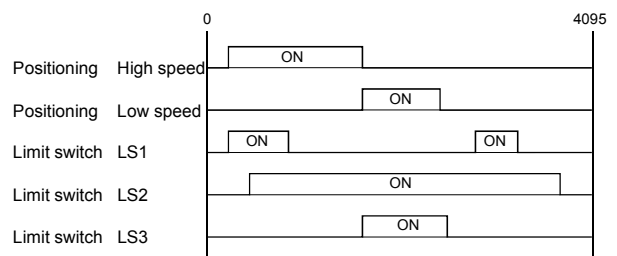 0 4095
Positioning High speed ON
Positioning Low speed ON
Limit switch LS1 ON ON
Limit switch LS2 ON
Limit switch LS3 ON